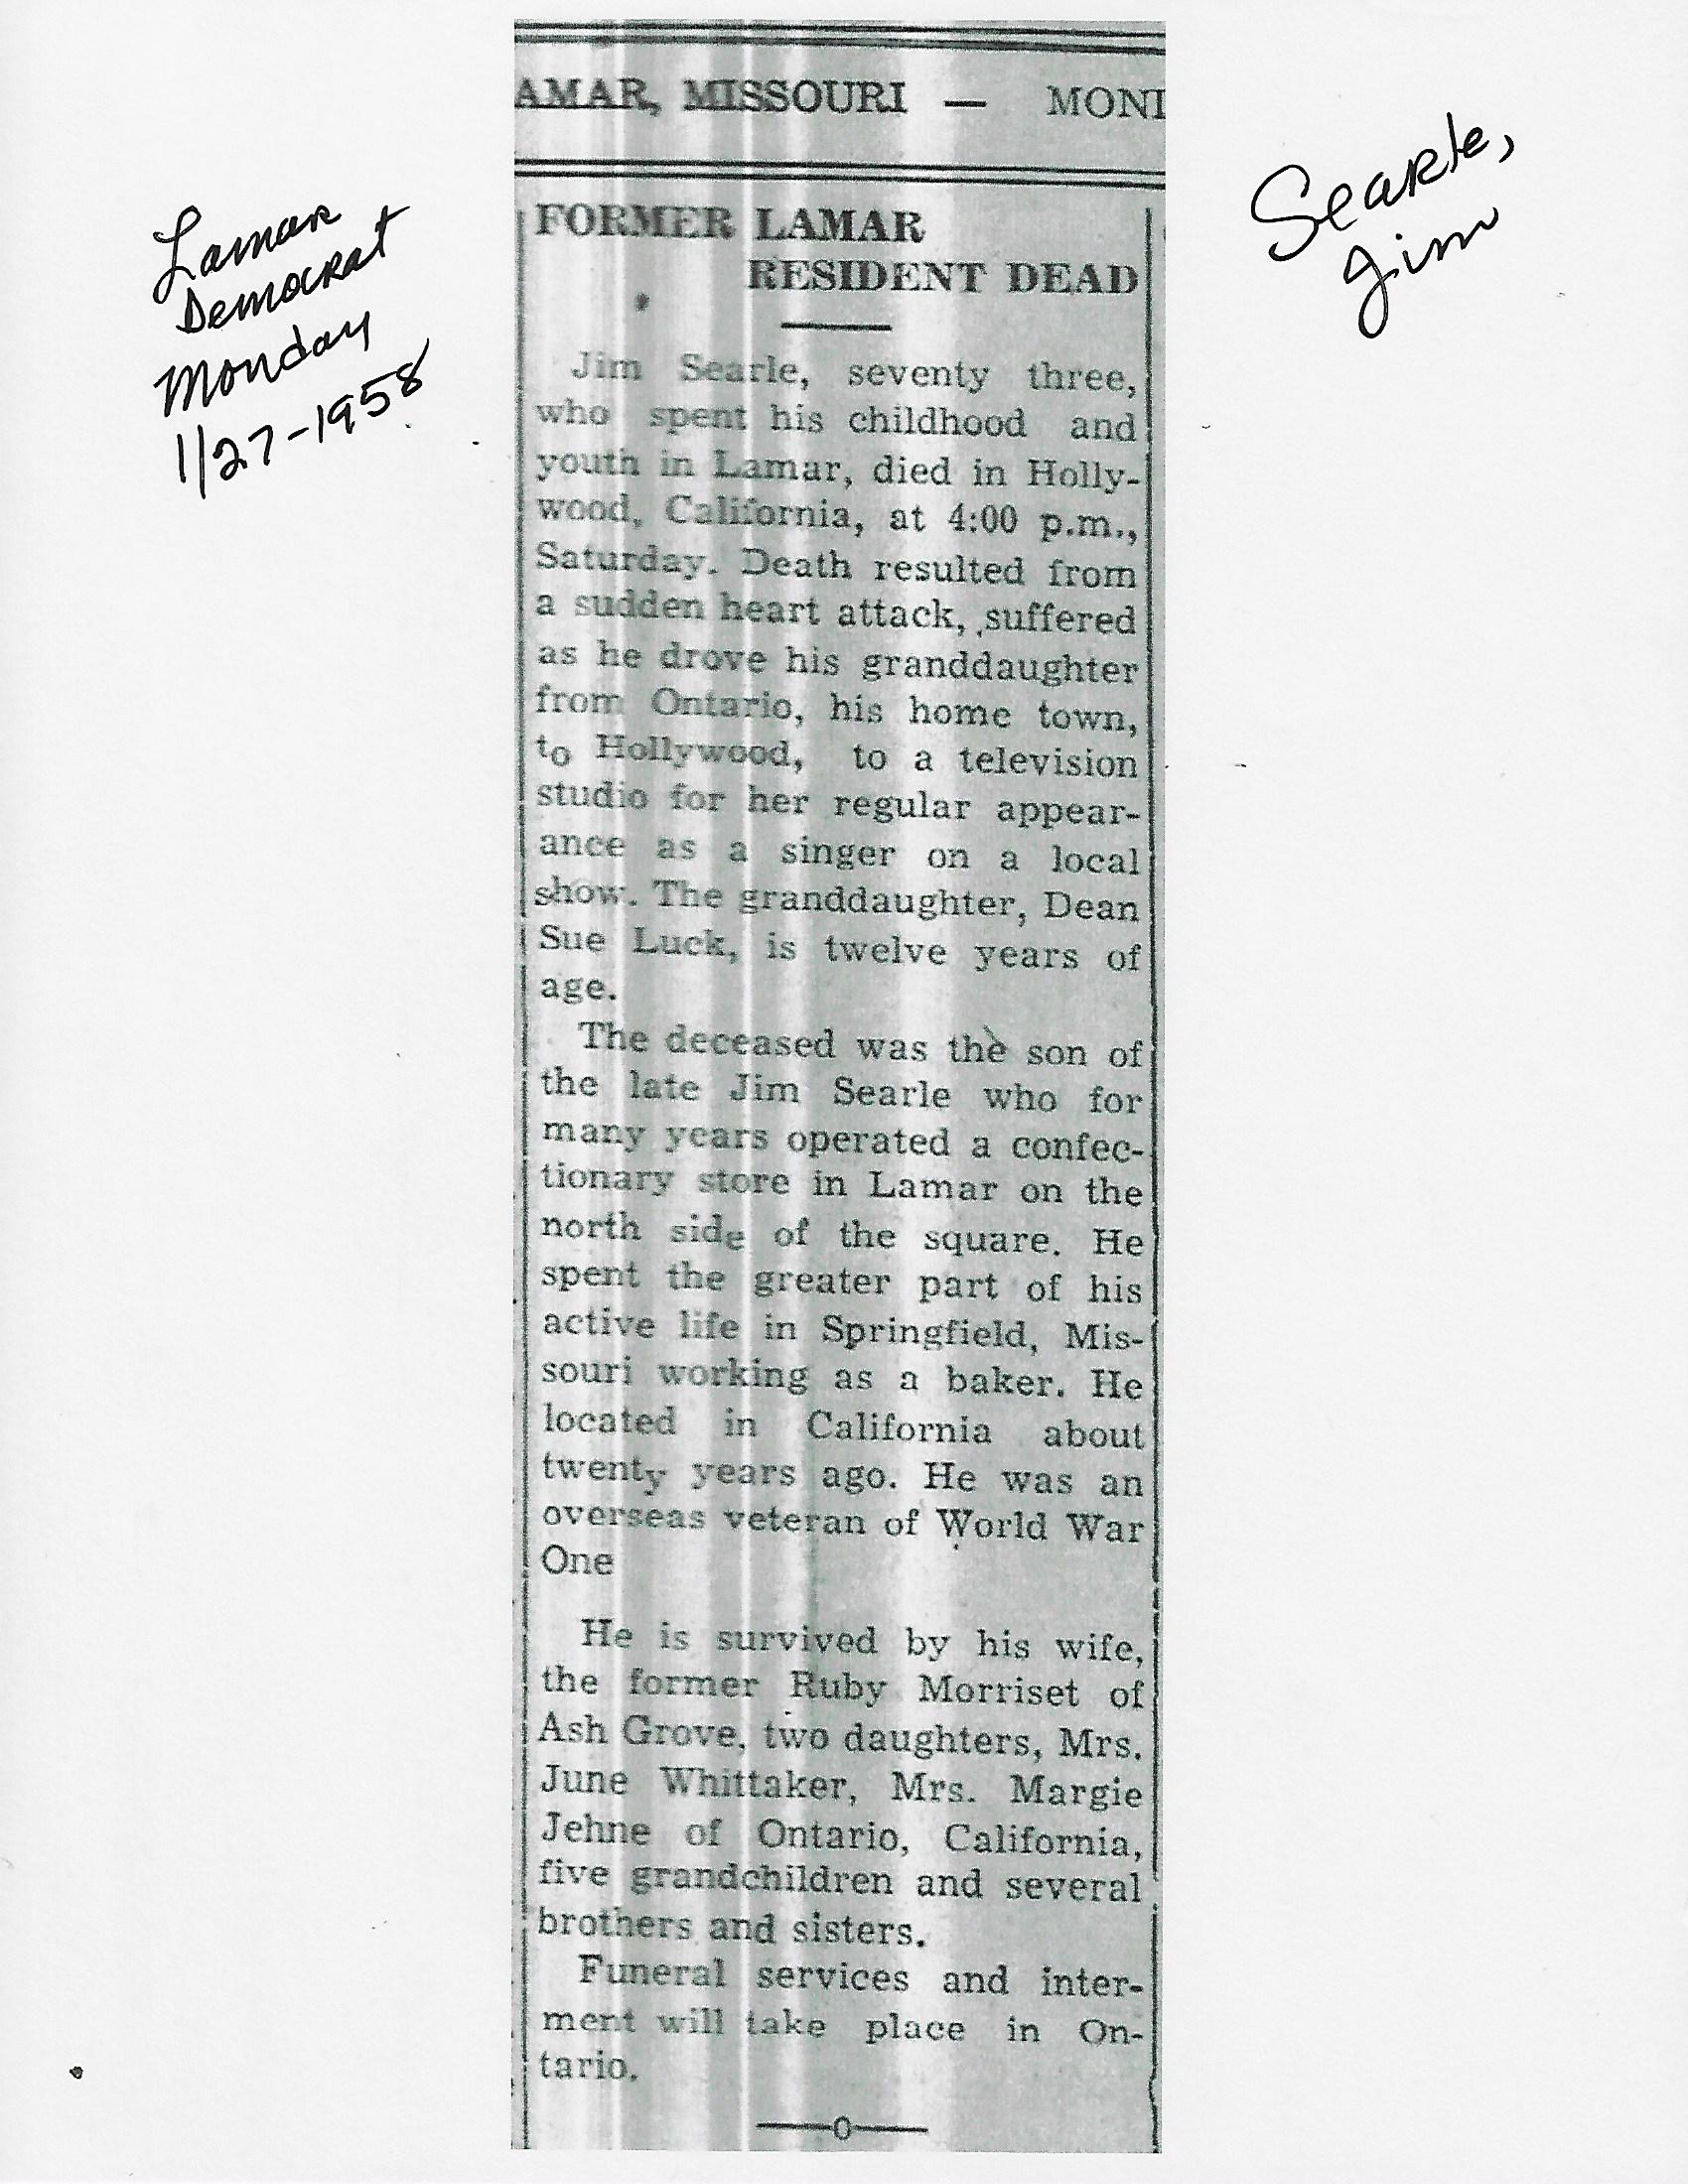 AMAR, MISSOURI — MOND
Lamar
Democrat
Monday
1/27-1958
Searle,
Jim
FORMER LAMAR
RESIDENT DEAD
Jim Searle, seventy three,
who spent his childhood and
youth in Lamar, died in Holly-
wood, California, at 4:00 p.m.,
Saturday. Death resulted from
a sudden heart attack, suffered
as he drove his granddaughter
from Ontario, his home town,
to Hollywood, to a television
studio for her regular appear-
ance as a singer on a local
show. The granddaughter, Dean
Sue Luck, is twelve years of
age.
The deceased was the son of
the late Jim Searle who for
many years operated a confec-
tionary store in Lamar on the
north side of the square. He
spent the greater part of his
active life in Springfield, Mis-
souri working as a baker. He
located in California about
twenty years ago. He was an
overseas veteran of World War
One
He is survived by his wife,
the former Ruby Morriset of
Ash Grove, two daughters, Mrs.
June Whittaker, Mrs. Margie
Jehne of Ontario, California,
five grandchildren and several
brothers and sisters.
Funeral services and inter-
ment will take place in On-
tario.
—o—